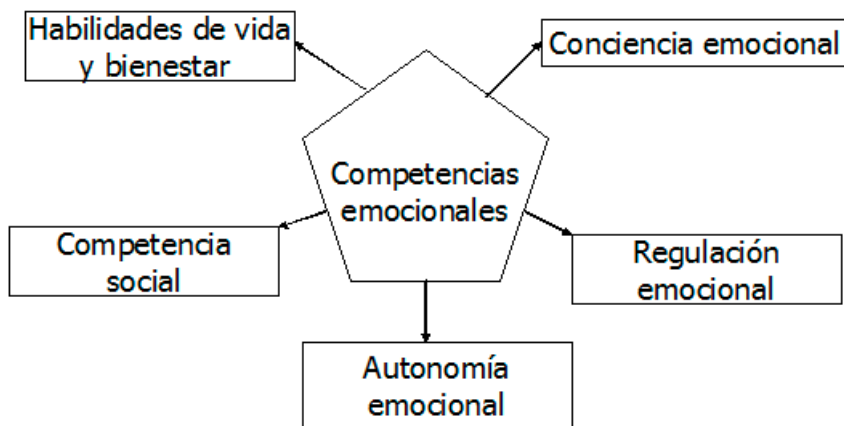 Habilidades de vida
y bienestar
Conciencia emocional
Competencias
emocionales
Competencia
social
Regulación
emocional
Autonomía
emocional